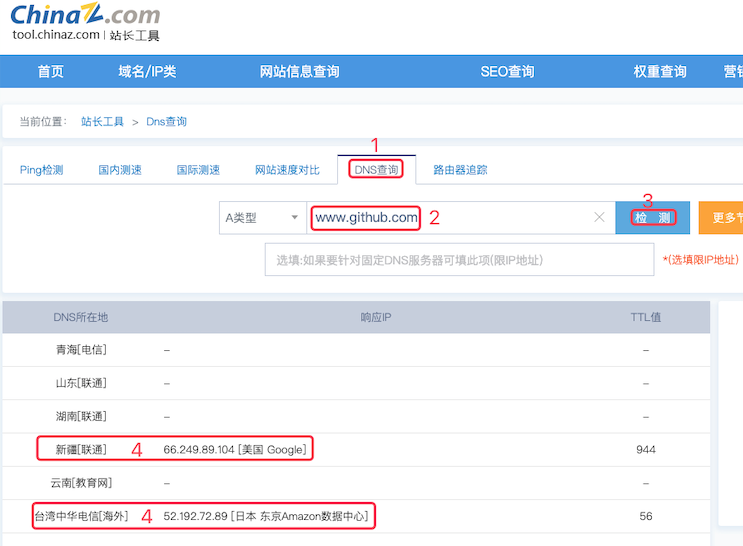 ChinaZ.com
tool.chinaz.com | 站长工具
首页 域名/IP类 网站信息查询 SEO查询 权重查询
当前位置： 站长工具 > Dns查询
1
Ping检测 国内测速 国际测速 网站速度对比 DNS查询 路由器追踪
3
A类型 www.github.com 2 检 测 更多
选填:如果要针对固定DNS服务器可填此项(限IP地址) *(选填限IP地址)
DNS所在地 响应IP TTL值
青海[电信] – –
山东[联通] – –
湖南[联通] – –
新疆[联通] 4 66.249.89.104 [美国 Google] 944
云南[教育网] – –
台湾中华电信[海外] 4 52.192.72.89 [日本 东京Amazon数据中心] 56